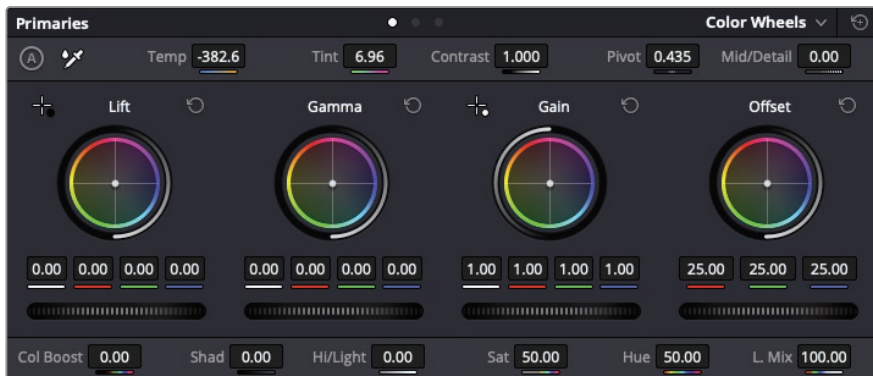 Primaries Color Wheels
A Temp -382.6 Tint 6.96 Contrast 1.000 Pivot 0.435 Mid/Detail 0.00
Lift Gamma Gain Offset
0.00 0.00 0.00 0.00 0.00 0.00 0.00 0.00 1.00 1.00 1.00 1.00 25.00 25.00 25.00
Col Boost 0.00 Shad 0.00 Hi/Light 0.00 Sat 50.00 Hue 50.00 L. Mix 100.00